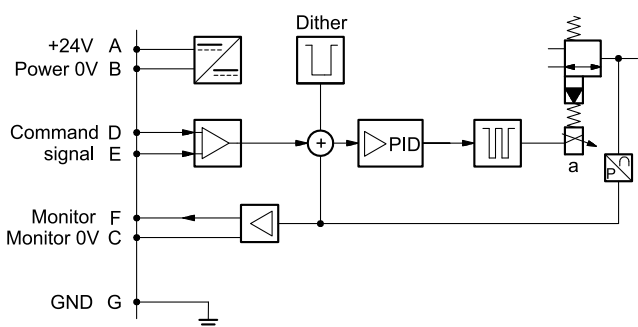 Dither
+24V A
Power 0V B
Command D
signal E
+
PID
a
P
Monitor F
Monitor 0V C
GND G